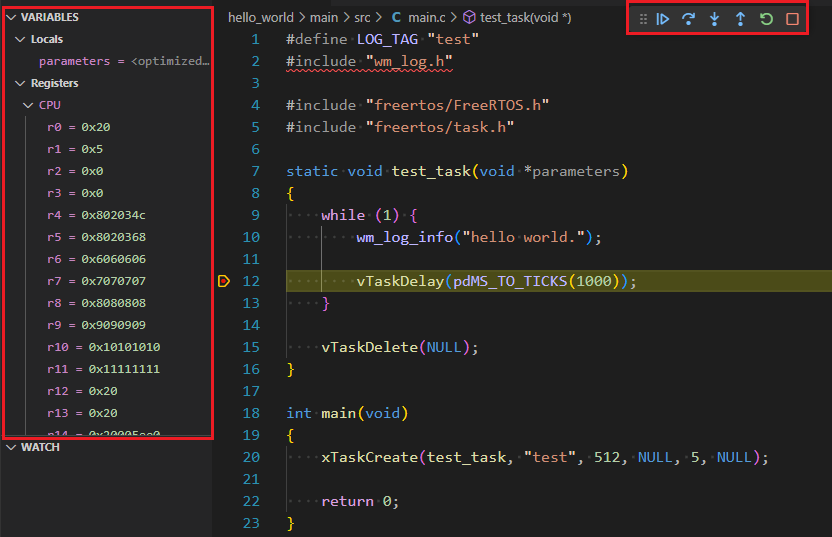 VARIABLES
Locals
parameters = <optimized...
Registers
CPU
r0 = 0x20
r1 = 0x5
r2 = 0x0
r3 = 0x0
r4 = 0x802034c
r5 = 0x8020368
r6 = 0x6060606
r7 = 0x7070707
r8 = 0x8080808
r9 = 0x9090909
r10 = 0x10101010
r11 = 0x11111111
r12 = 0x20
r13 = 0x20
r14 = 0x20005ee0
WATCH
hello_world > main > src > C main.c > test_task(void *)
1 #define LOG_TAG "test"
2 #include "wm_log.h"
3
4 #include "freertos/FreeRTOS.h"
5 #include "freertos/task.h"
6
7 static void test_task(void *parameters)
8 {
9 while (1) {
10 wm_log_info("hello world.");
11
12 vTaskDelay(pdMS_TO_TICKS(1000));
13 }
14
15 vTaskDelete(NULL);
16 }
17
18 int main(void)
19 {
20 xTaskCreate(test_task, "test", 512, NULL, 5, NULL);
21
22 return 0;
23 }